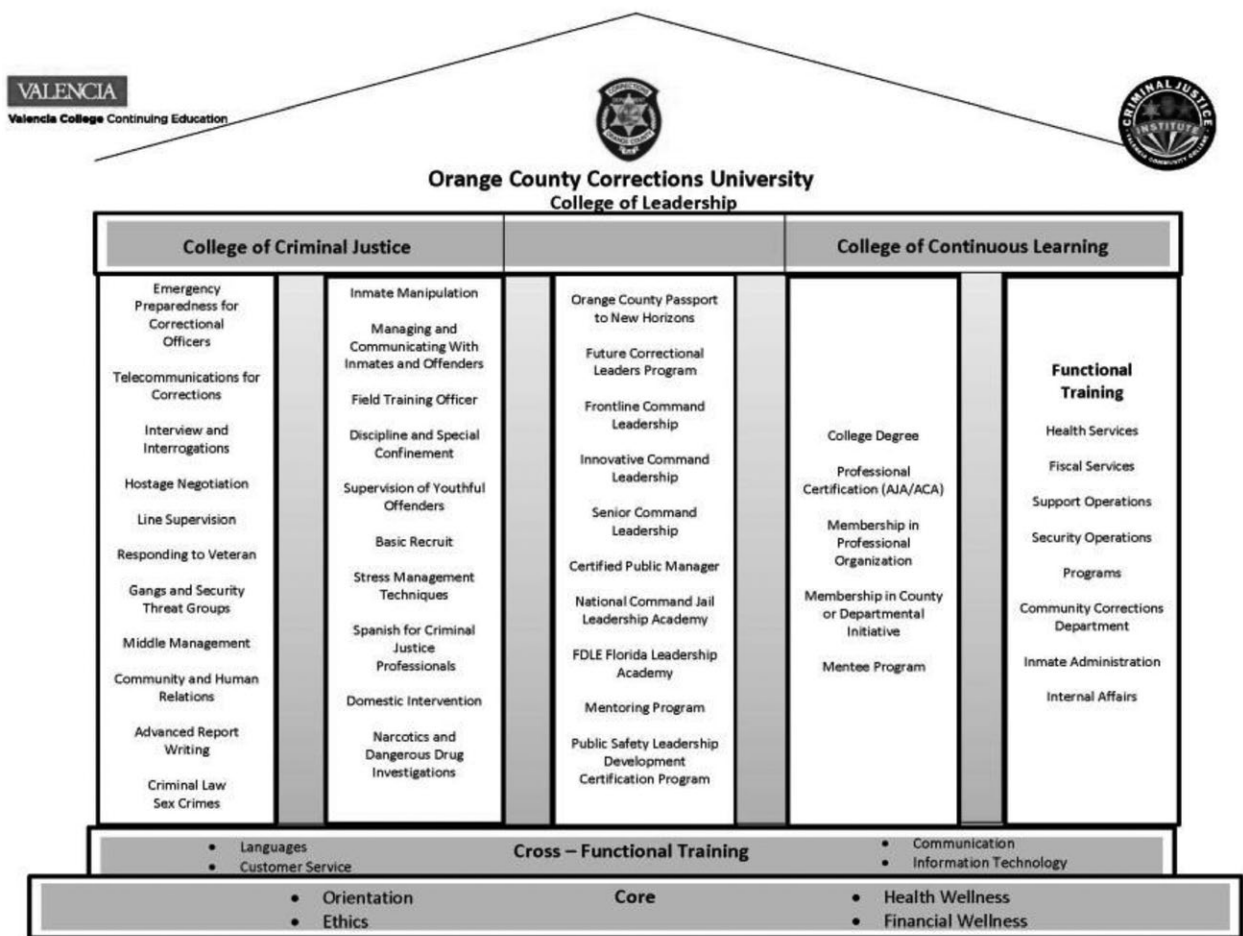 VALENCIA
Valencia College Continuing Education
CORRECTIONS
ORANGE COUNTY
CRIMINAL JUSTICE
INSTITUTE
VALENCIA COMMUNITY COLLEGE
Orange County Corrections University
College of Leadership
College of Criminal Justice
College of Continuous Learning
Emergency
Preparedness for
Correctional
Officers
Telecommunications for
Corrections
Interview and
Interrogations
Hostage Negotiation
Line Supervision
Responding to Veteran
Gangs and Security
Threat Groups
Middle Management
Community and Human
Relations
Advanced Report
Writing
Criminal Law
Sex Crimes
Inmate Manipulation
Managing and
Communicating With
Inmates and Offenders
Field Training Officer
Discipline and Special
Confinement
Supervision of Youthful
Offenders
Basic Recruit
Stress Management
Techniques
Spanish for Criminal
Justice
Professionals
Domestic Intervention
Narcotics and
Dangerous Drug
Investigations
Orange County Passport
to New Horizons
Future Correctional
Leaders Program
Frontline Command
Leadership
Innovative Command
Leadership
Senior Command
Leadership
Certified Public Manager
National Command Jail
Leadership Academy
FDLE Florida Leadership
Academy
Mentoring Program
Public Safety Leadership
Development
Certification Program
College Degree
Professional
Certification (AJA/ACA)
Membership in
Professional
Organization
Membership in County
or Departmental
Initiative
Mentee Program
Functional
Training
Health Services
Fiscal Services
Support Operations
Security Operations
Programs
Community Corrections
Department
Inmate Administration
Internal Affairs
• Languages
• Customer Service
Cross – Functional Training
• Communication
• Information Technology
• Orientation
• Ethics
Core
• Health Wellness
• Financial Wellness